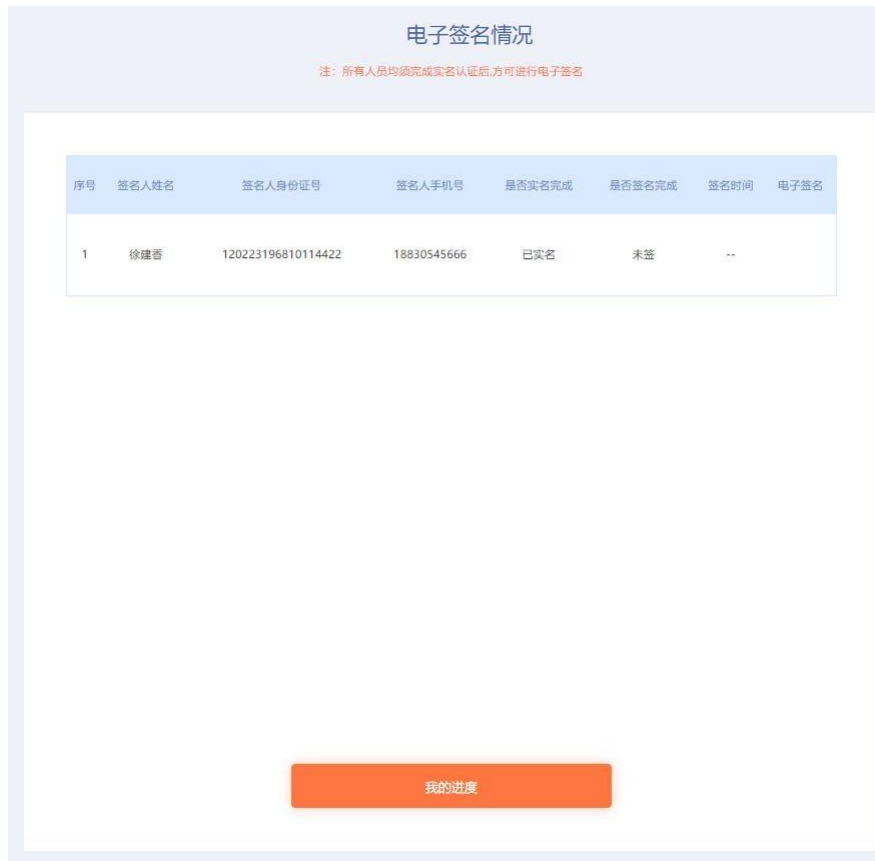 电子签名情况
注：所有人员均须完成实名认证后,方可进行电子签名
序号 签名人姓名 签名人身份证号 签名人手机号 是否实名完成 是否签名完成 签名时间 电子签名
1 徐建香 120223196810114422 18830545666 已实名 未签 --
我的进度